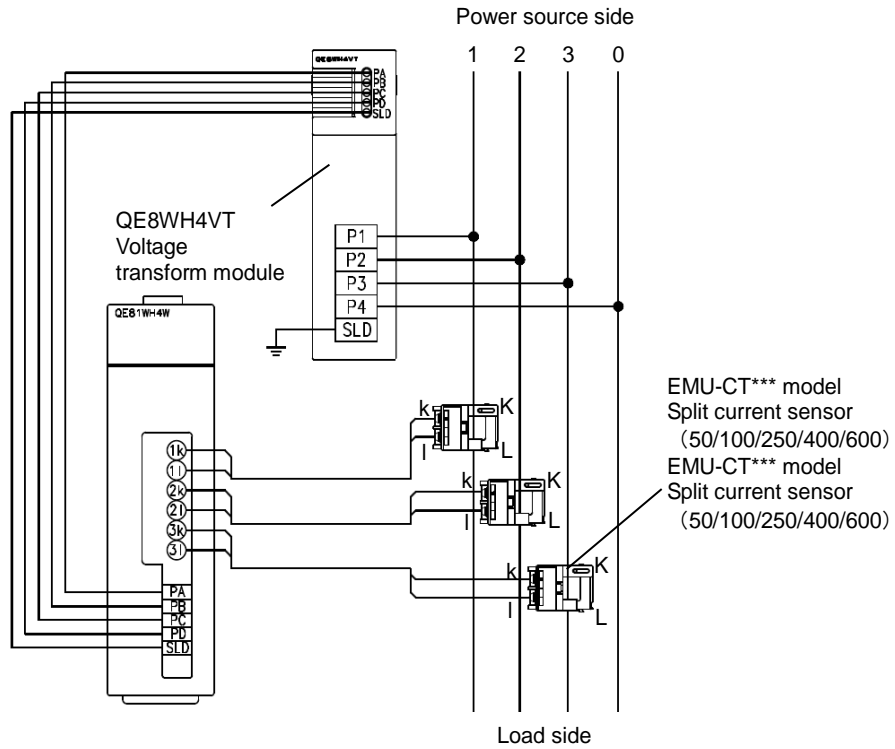 Power source side
1 2 3 0
QE8WH4VT
PA
PB
PC
PD
SLD
QE8WH4VT
Voltage
transform module
P1
P2
P3
P4
SLD
QE81WH4W
EMU-CT*** model
Split current sensor
（50/100/250/400/600）
EMU-CT*** model
Split current sensor
（50/100/250/400/600）
k K
l L
k K
l L
k K
l L
1k
1l
2k
2l
3k
3l
PA
PB
PC
PD
SLD
Load side